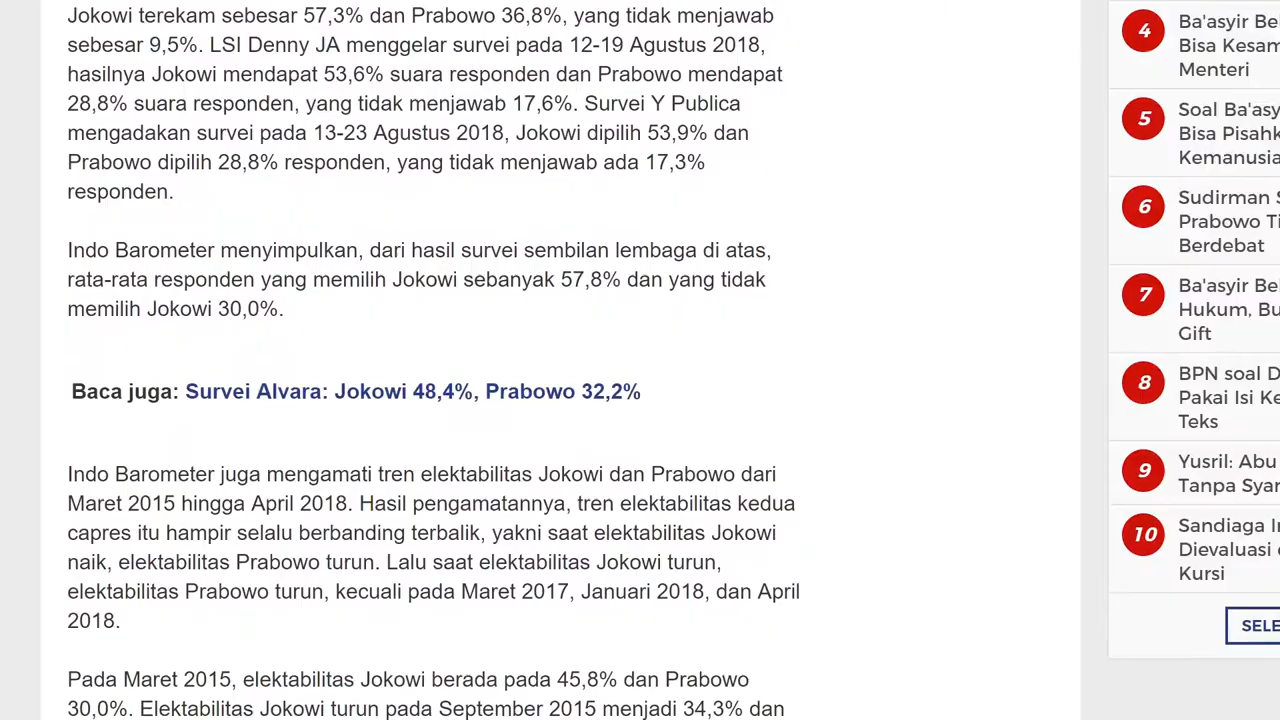 Jokowi terekam sebesar 57,3% dan Prabowo 36,8%, yang tidak menjawab
sebesar 9,5%. LSI Denny JA menggelar survei pada 12-19 Agustus 2018,
hasilnya Jokowi mendapat 53,6% suara responden dan Prabowo mendapat
28,8% suara responden, yang tidak menjawab 17,6%. Survei Y Publica
mengadakan survei pada 13-23 Agustus 2018, Jokowi dipilih 53,9% dan
Prabowo dipilih 28,8% responden, yang tidak menjawab ada 17,3%
responden.
Indo Barometer menyimpulkan, dari hasil survei sembilan lembaga di atas,
rata-rata responden yang memilih Jokowi sebanyak 57,8% dan yang tidak
memilih Jokowi 30,0%.
Baca juga: Survei Alvara: Jokowi 48,4%, Prabowo 32,2%
Indo Barometer juga mengamati tren elektabilitas Jokowi dan Prabowo dari
Maret 2015 hingga April 2018. Hasil pengamatannya, tren elektabilitas kedua
capres itu hampir selalu berbanding terbalik, yakni saat elektabilitas Jokowi
naik, elektabilitas Prabowo turun. Lalu saat elektabilitas Jokowi turun,
elektabilitas Prabowo turun, kecuali pada Maret 2017, Januari 2018, dan April
2018.
Pada Maret 2015, elektabilitas Jokowi berada pada 45,8% dan Prabowo
30,0%. Elektabilitas Jokowi turun pada September 2015 menjadi 34,3% dan
4
Ba'asyir Be
Bisa Kesam
Menteri
5
Soal Ba'asy
Bisa Pisahk
Kemanusia
6
Sudirman S
Prabowo Ti
Berdebat
7
Ba'asyir Be
Hukum, Bu
Gift
8
BPN soal D
Pakai Isi Ke
Teks
9
Yusril: Abu
Tanpa Syar
10
Sandiaga I
Dievaluasi
Kursi
SELE